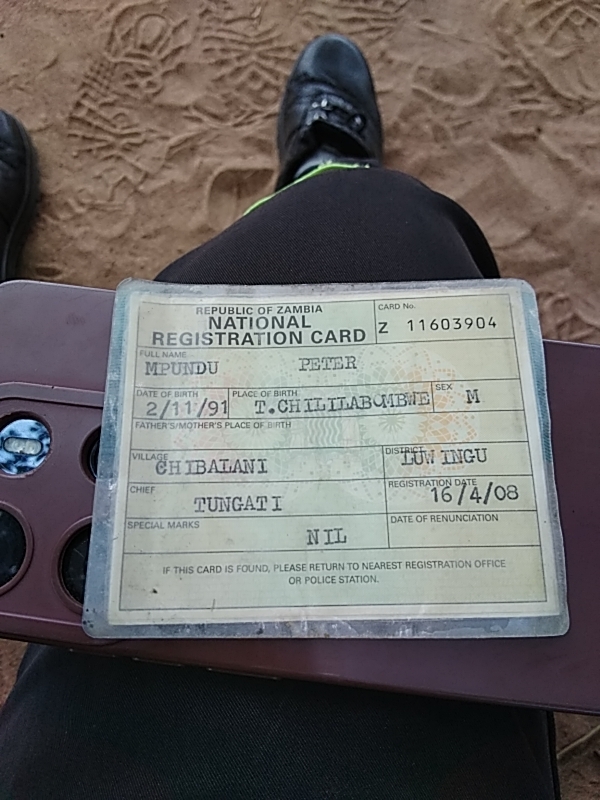 REPUBLIC OF ZAMBIA
NATIONAL
REGISTRATION CARD
CARD No.
Z 11603904
FULL NAME
MPUNDU PETER
DATE OF BIRTH
2/11/91
PLACE OF BIRTH
T.CHILILABOMBWE
SEX
M
FATHER'S/MOTHER'S PLACE OF BIRTH
VILLAGE
CHIBALANI
DISTRICT
LUWINGU
CHIEF
TUNGATI
REGISTRATION DATE
16/4/08
SPECIAL MARKS
NIL
DATE OF RENUNCIATION
IF THIS CARD IS FOUND, PLEASE RETURN TO NEAREST REGISTRATION OFFICE
OR POLICE STATION.